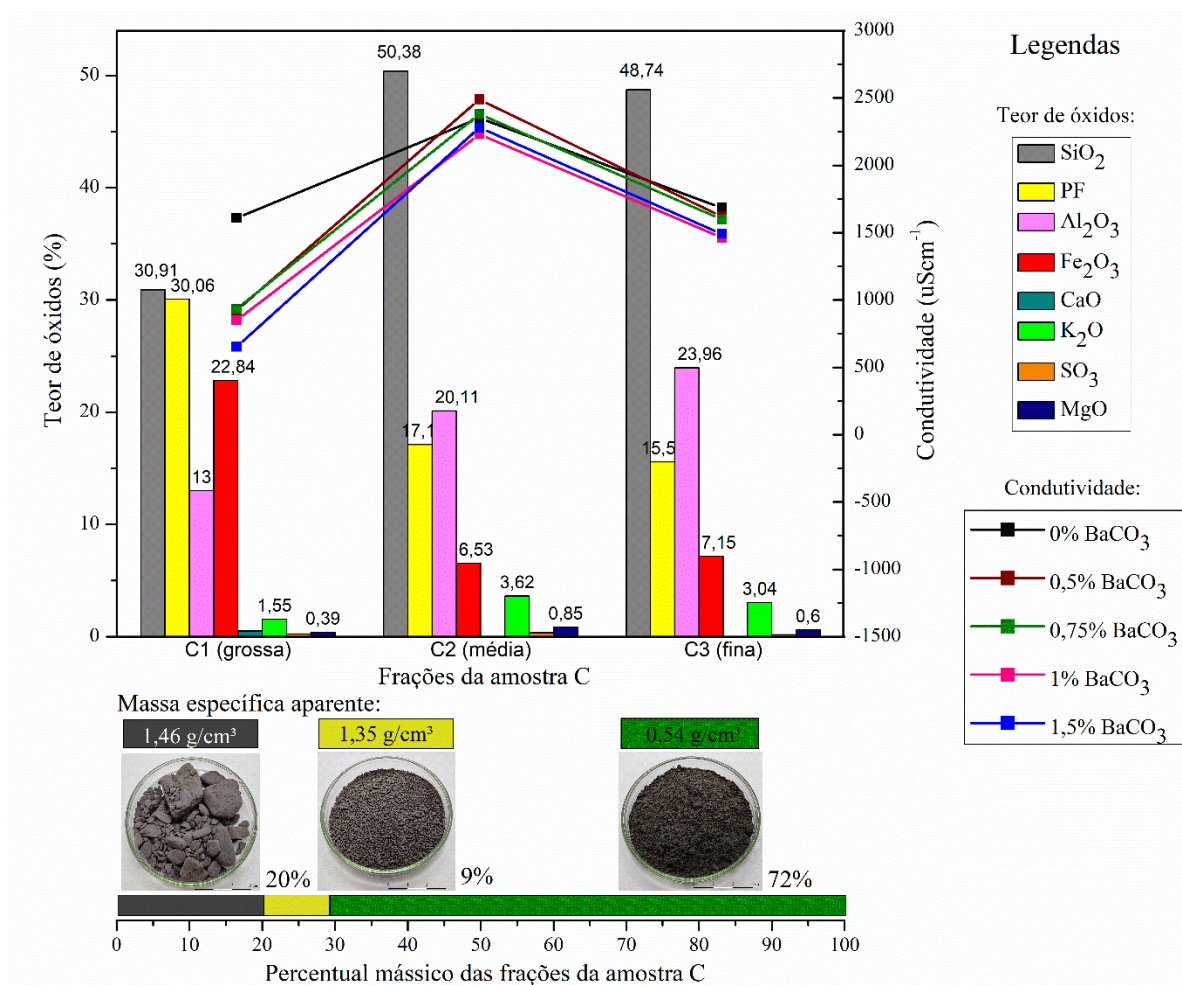 Legendas
Teor de óxidos:
SiO2
PF
Al2O3
Fe2O3
CaO
K2O
SO3
MgO
Condutividade:
0% BaCO3
0,5% BaCO3
0,75% BaCO3
1% BaCO3
1,5% BaCO3
Teor de óxidos (%)
50
40
30
20
10
0
30,91
30,06
13
22,84
1,55
0,39
50,38
17,1
20,11
6,53
3,62
0,85
48,74
15,5
23,96
7,15
3,04
0,6
3000
2500
2000
1500
1000
500
0
-500
-1000
-1500
Condutividade (uScm-1)
C1 (grossa)
C2 (média)
C3 (fina)
Frações da amostra C
Massa específica aparente:
1,46 g/cm³
1,35 g/cm³
0,54 g/cm³
20%
9%
72%
0 10 20 30 40 50 60 70 80 90 100
Percentual mássico das frações da amostra C